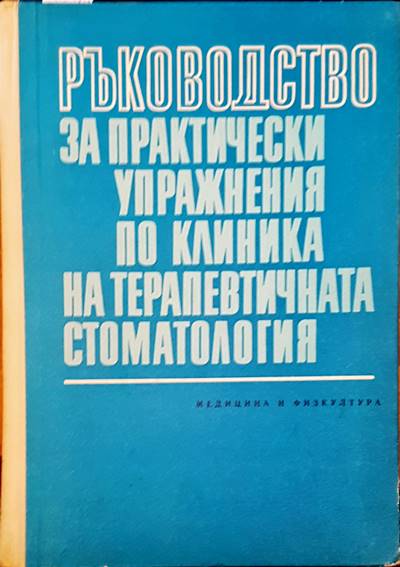 РЪКОВОДСТВО
ЗА ПРАКТИЧЕСКИ
УПРАЖНЕНИЯ
ПО КЛИНИКА
НА ТЕРАПЕВТИЧНАТА
СТОМАТОЛОГИЯ
МЕДИЦИНА И ФИЗКУЛТУРА